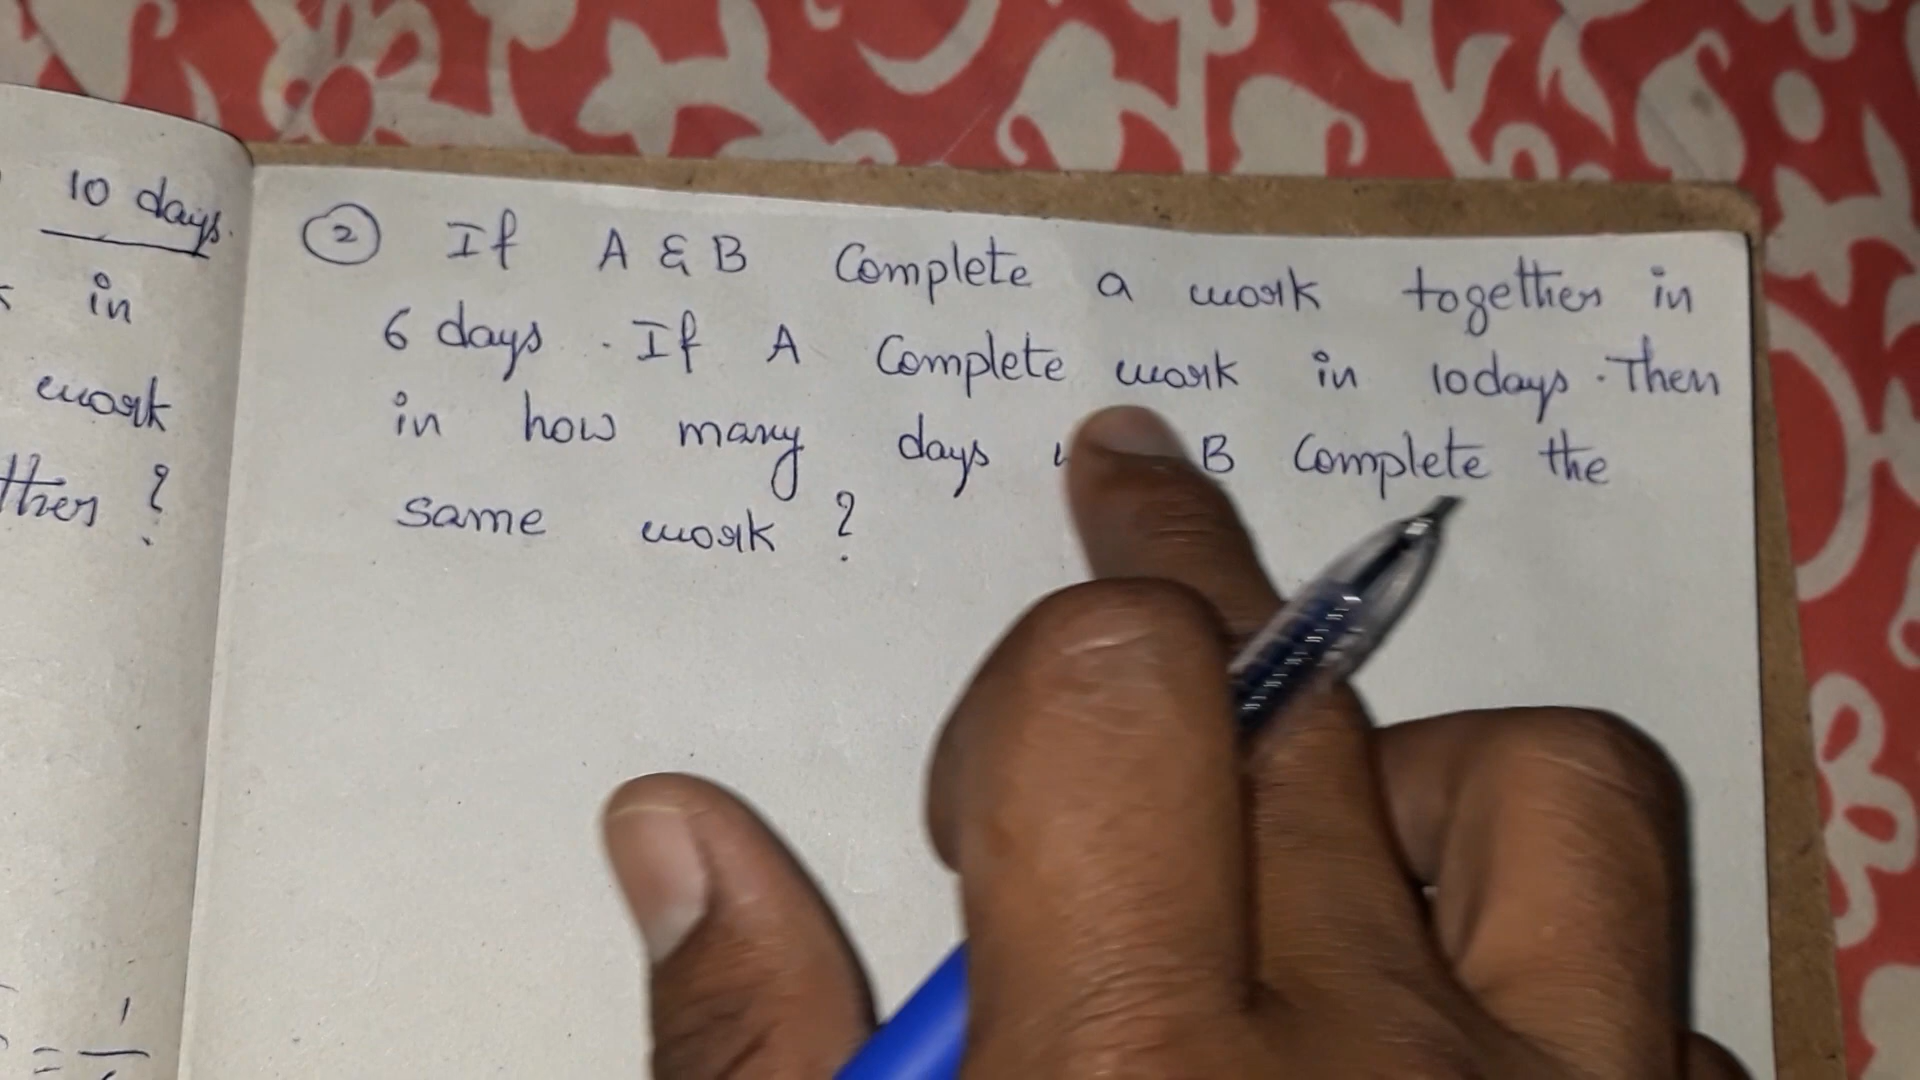 10 days.
in
work
ther ?
= 1
② If A & B Complete a work together in
6 days . If A Complete work in 10days . Then
in how many days B Complete the
same work ?